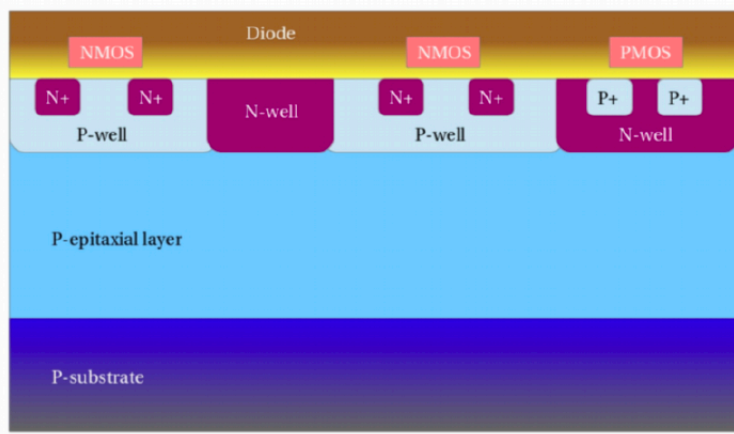 Diode
NMOS
NMOS
PMOS
N+
N+
N-well
N+
N+
P+
P+
P-well
P-well
N-well
P-epitaxial layer
P-substrate